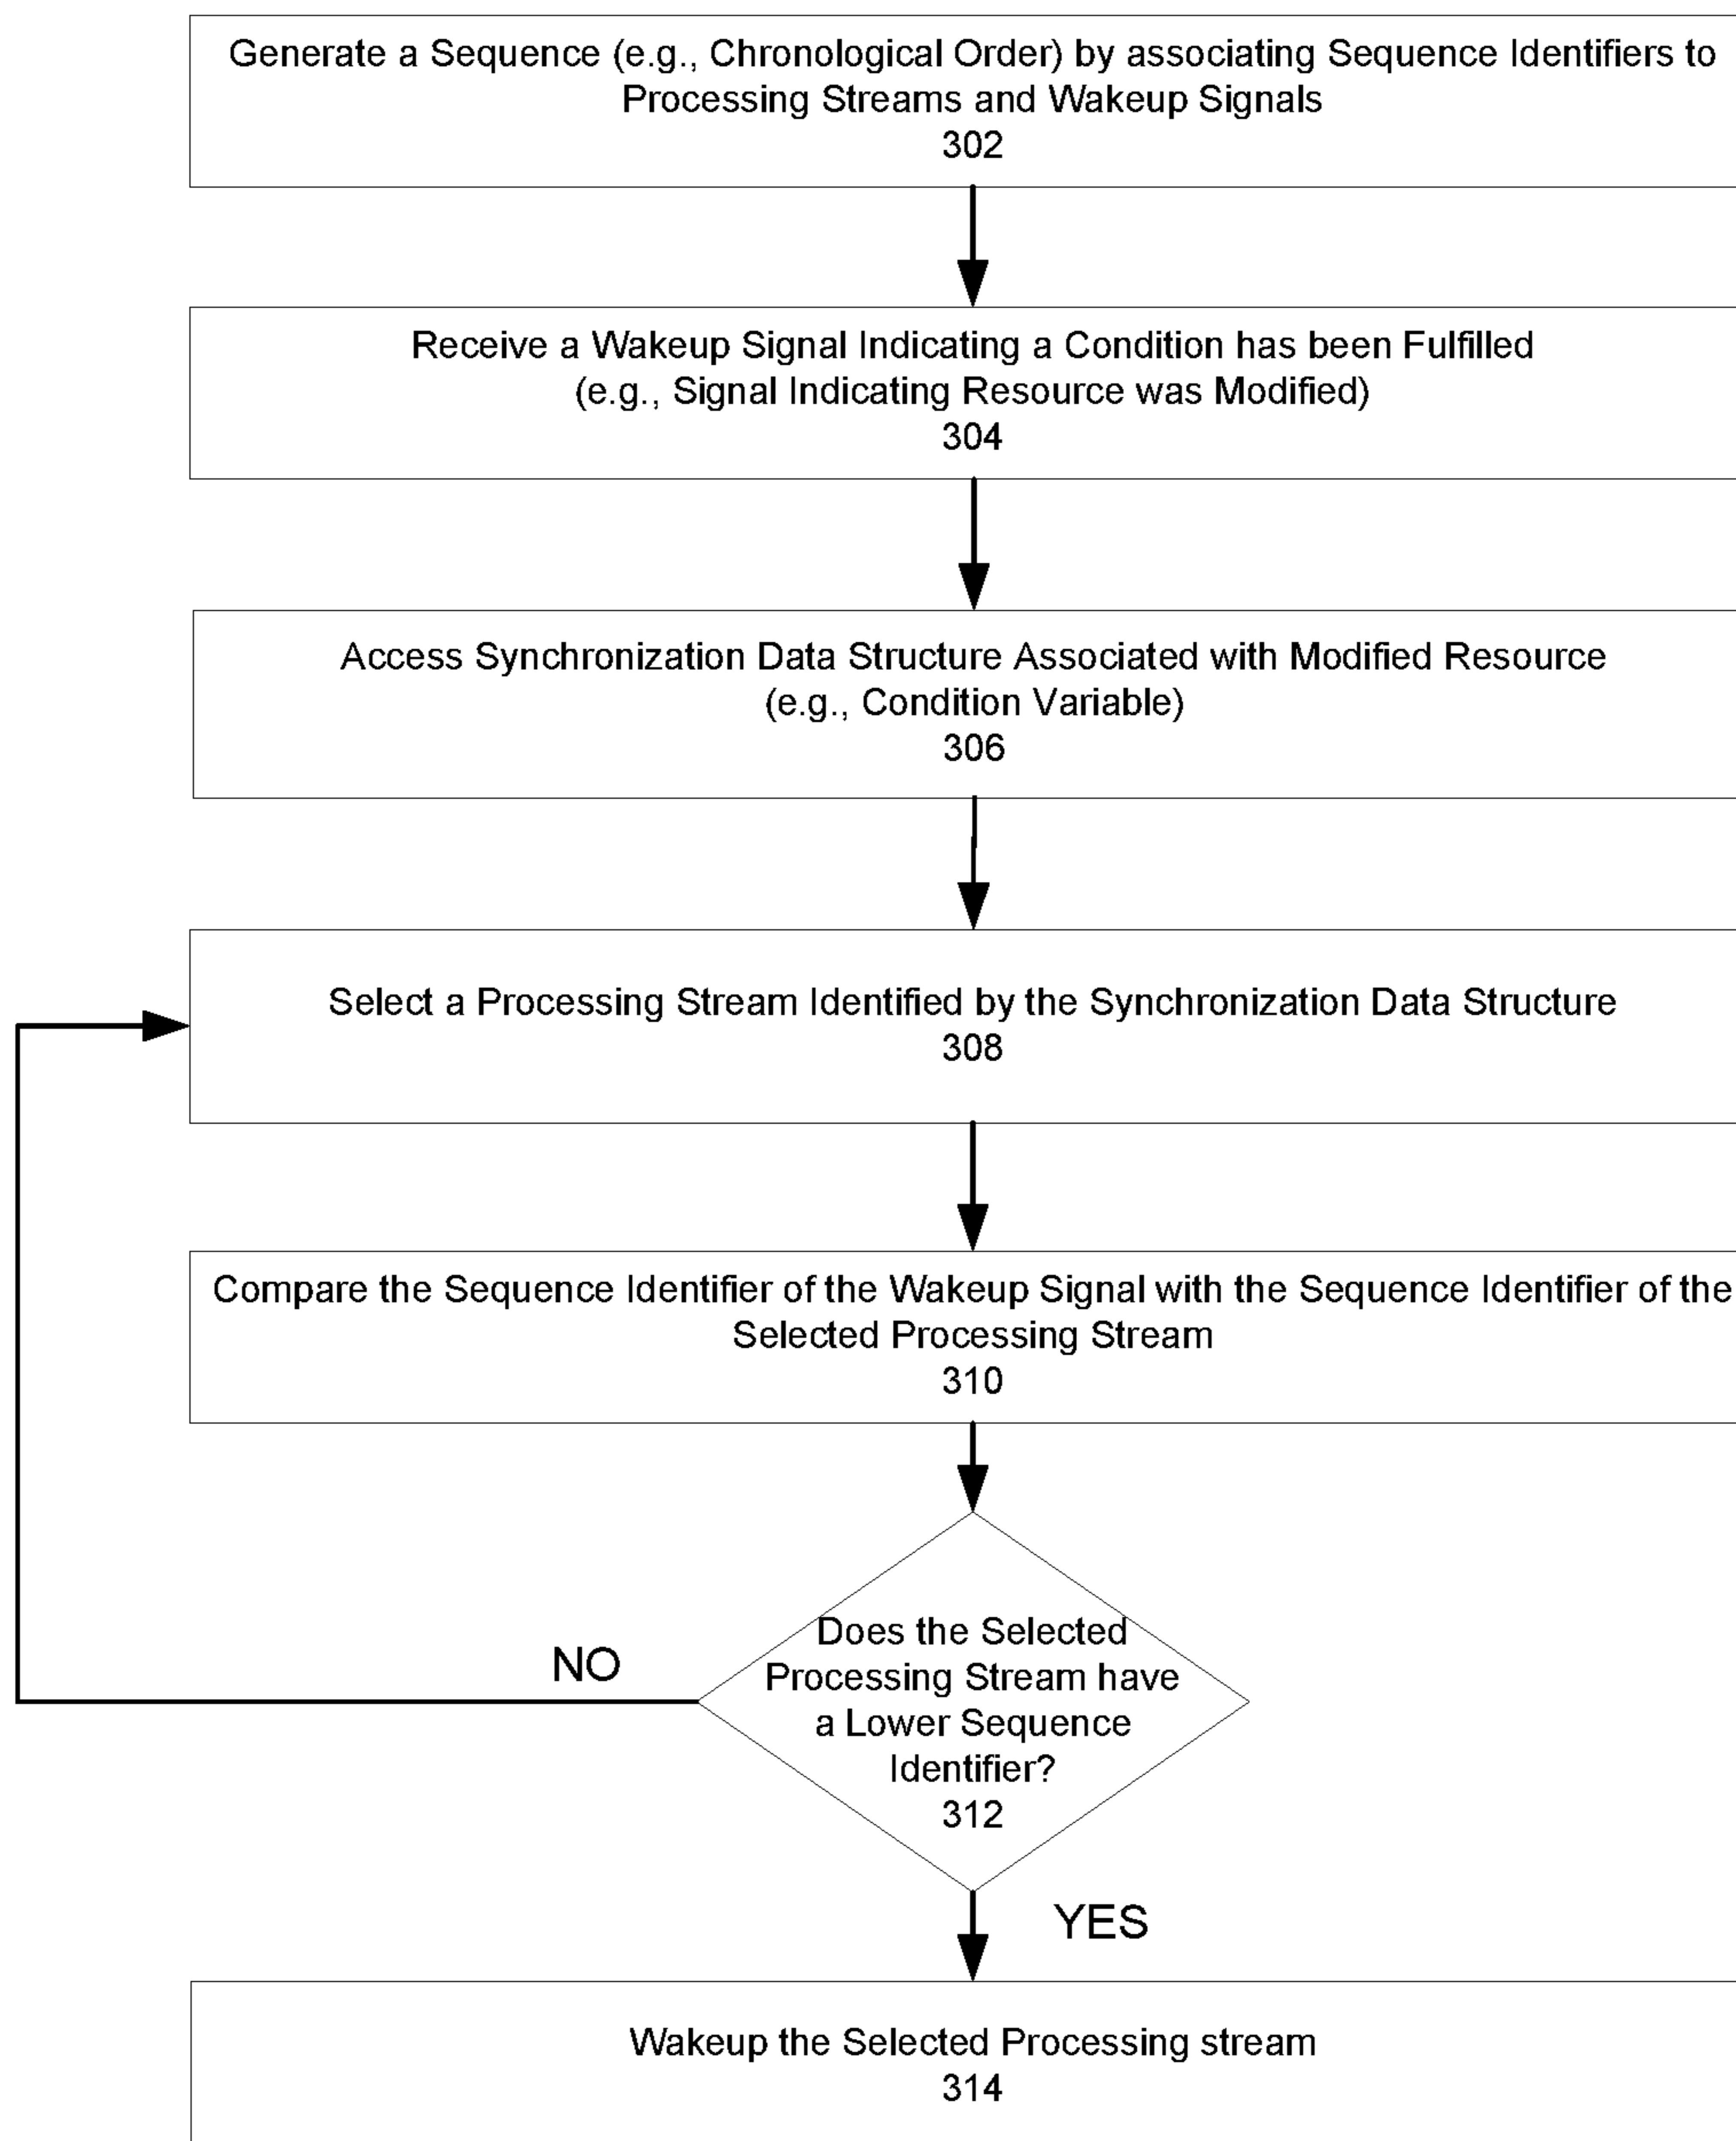 Generate a Sequence (e.g., Chronological Order) by associating Sequence Identifiers to
Processing Streams and Wakeup Signals
302
Receive a Wakeup Signal Indicating a Condition has been Fulfilled
(e.g., Signal Indicating Resource was Modified)
304
Access Synchronization Data Structure Associated with Modified Resource
(e.g., Condition Variable)
306
Select a Processing Stream Identified by the Synchronization Data Structure
308
Compare the Sequence Identifier of the Wakeup Signal with the Sequence Identifier of the
Selected Processing Stream
310
Does the Selected
Processing Stream have
a Lower Sequence
Identifier?
312
NO
YES
Wakeup the Selected Processing stream
314